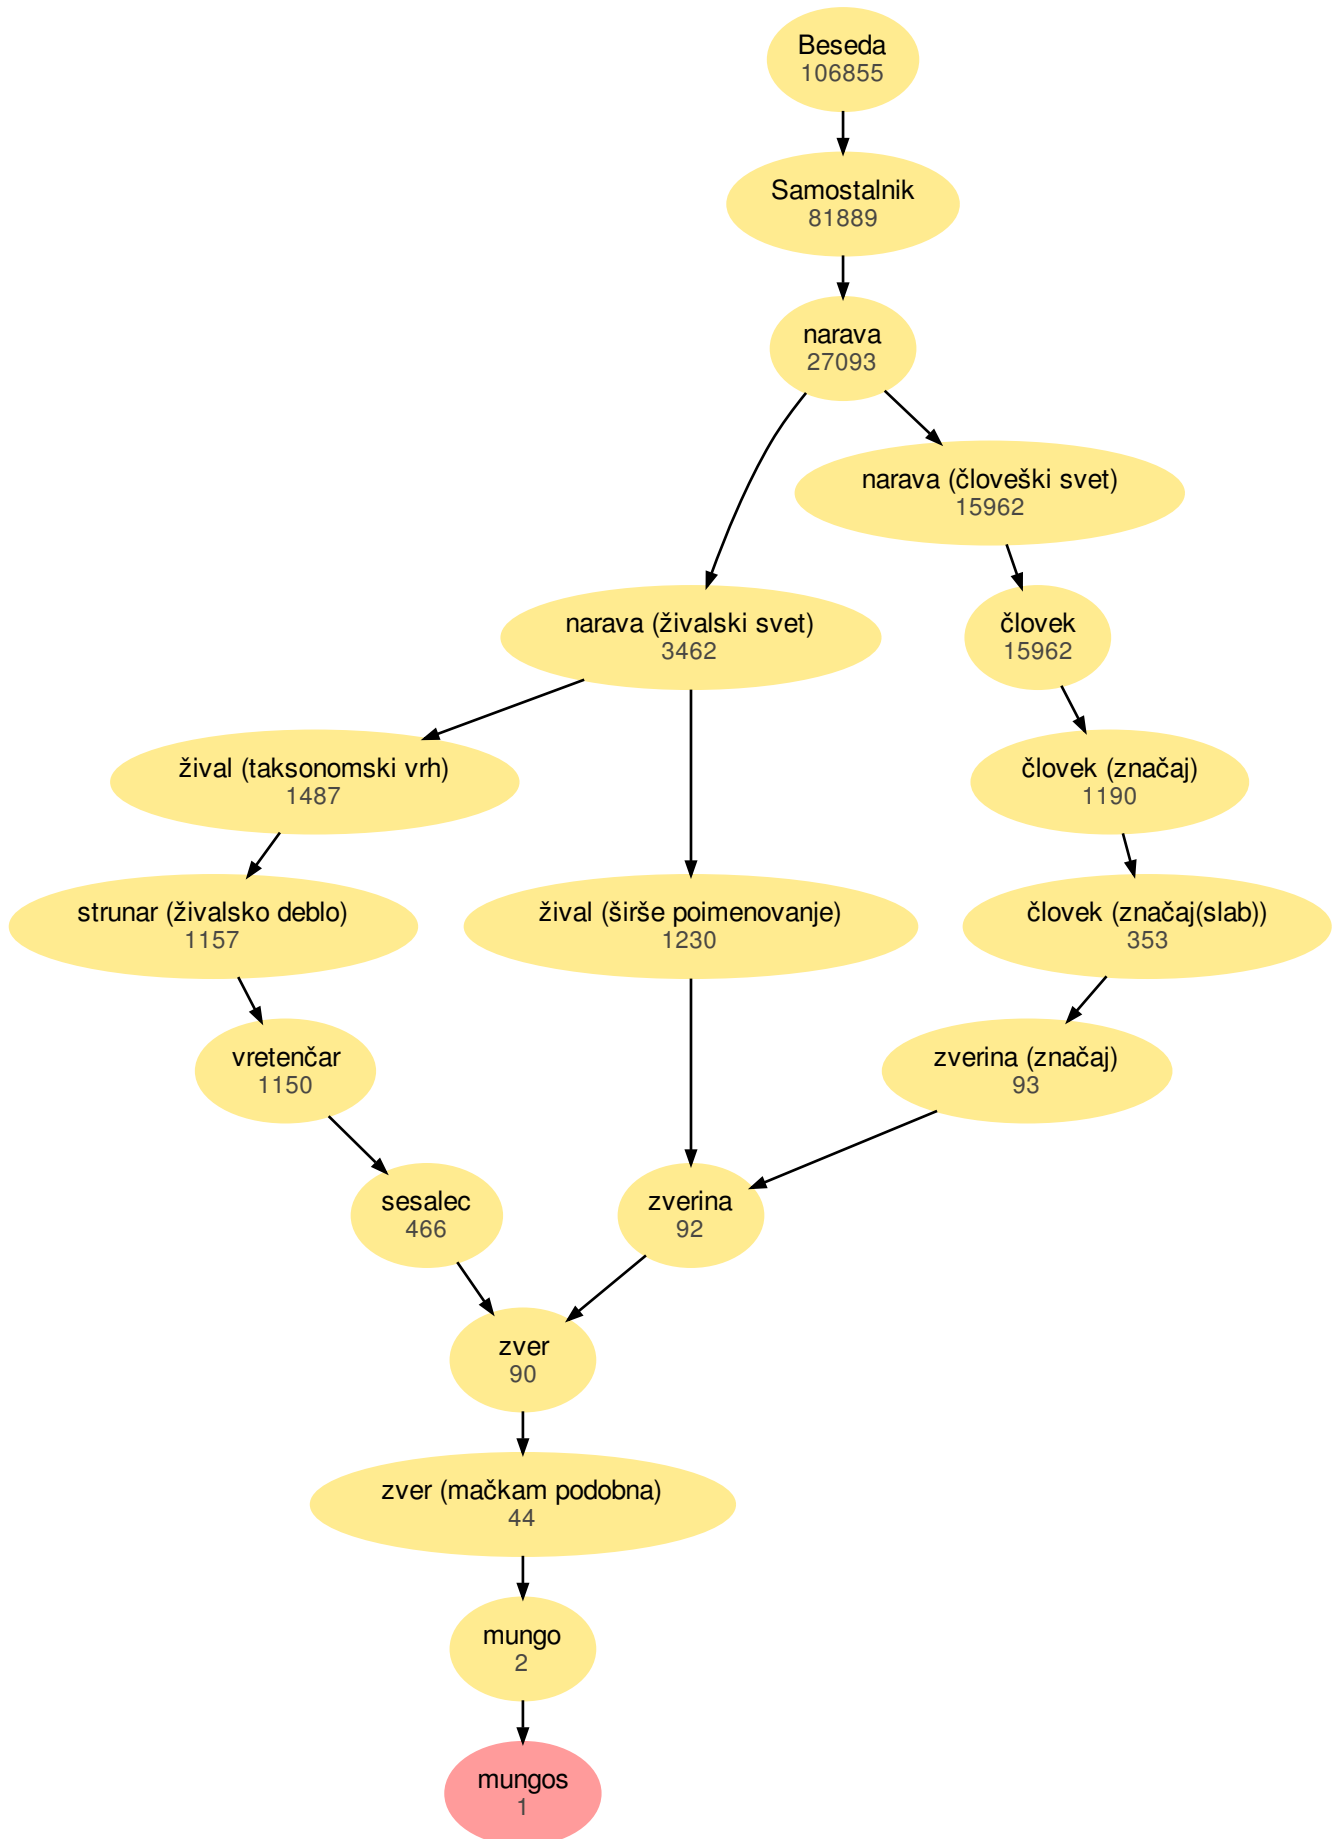 Beseda
106855
Samostalnik
81889
narava
27093
narava (človeški svet)
15962
narava (živalski svet)
3462
človek
15962
žival (taksonomski vrh)
1487
človek (značaj)
1190
strunar (živalsko deblo)
1157
žival (širše poimenovanje)
1230
človek (značaj(slab))
353
vretenčar
1150
zverina (značaj)
93
sesalec
466
zverina
92
zver
90
zver (mačkam podobna)
44
mungo
2
mungos
1